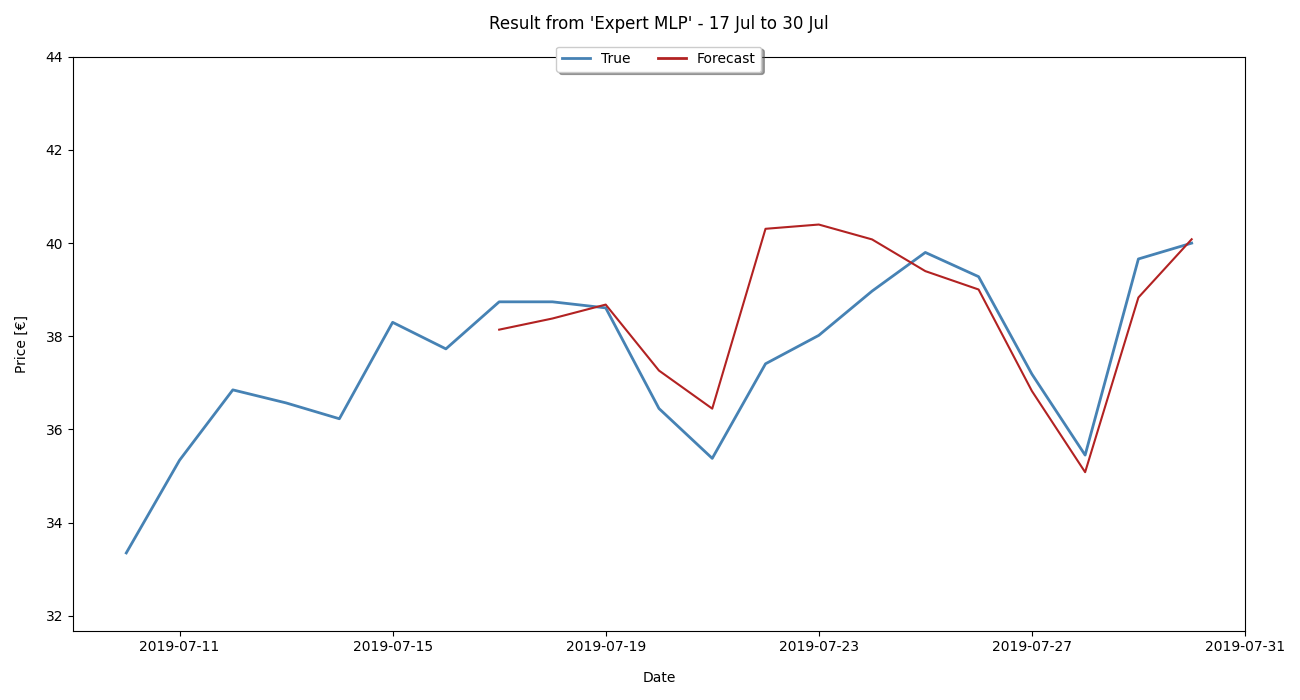 Result from 'Expert MLP' - 17 Jul to 30 Jul
True Forecast
44
42
40
38
36
34
32
Price [€]
2019-07-11 2019-07-15 2019-07-19 2019-07-23 2019-07-27 2019-07-31
Date